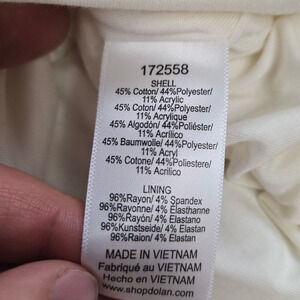 172558
SHELL
45% Cotton/ 44%Polyester/
11% Acrylic
45% Coton/ 44%Polyester/
11% Acrylique
45% Algodón/ 44%Poliéster/
11% Acrílico
45% Baumwolle/ 44%Polyester/
11% Acryl
45% Cotone/ 44%Poliestere/
11% Acrilico
LINING
96%Rayon/ 4% Spandex
96%Rayonne/ 4% Elasthanne
96%Rayón/ 4% Elastano
96%Kunstseide/ 4% Elastan
96%Raion/ 4% Elastan
MADE IN VIETNAM
Fabriqué au VIETNAM
Hecho en VIETNAM
www.shopdolan.com